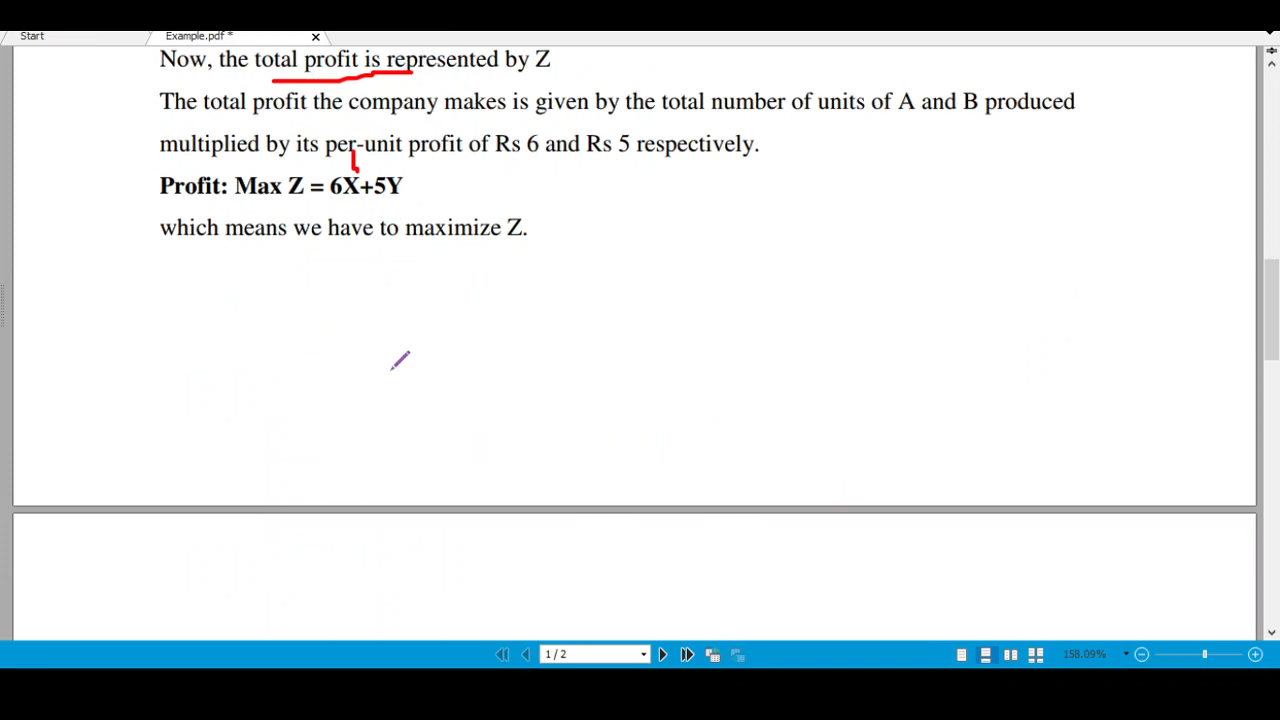 Start
Example.pdf *
Now, the total profit is represented by Z
The total profit the company makes is given by the total number of units of A and B produced
multiplied by its per-unit profit of Rs 6 and Rs 5 respectively.
Profit: Max Z = 6X+5Y
which means we have to maximize Z.
1 / 2
158.09%